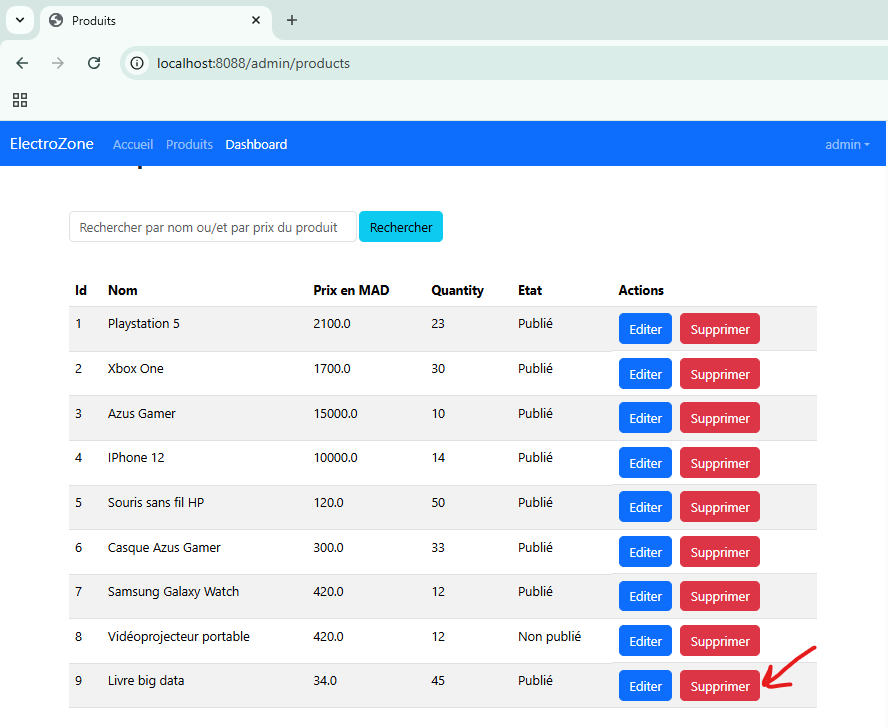 Produits
localhost:8088/admin/products
ElectroZone Accueil Produits Dashboard admin
Rechercher par nom ou/et par prix du produit Rechercher
Id Nom Prix en MAD Quantity Etat Actions
1 Playstation 5 2100.0 23 Publié Editer Supprimer
2 Xbox One 1700.0 30 Publié Editer Supprimer
3 Azus Gamer 15000.0 10 Publié Editer Supprimer
4 IPhone 12 10000.0 14 Publié Editer Supprimer
5 Souris sans fil HP 120.0 50 Publié Editer Supprimer
6 Casque Azus Gamer 300.0 33 Publié Editer Supprimer
7 Samsung Galaxy Watch 420.0 12 Publié Editer Supprimer
8 Vidéoprojecteur portable 420.0 12 Non publié Editer Supprimer
9 Livre big data 34.0 45 Publié Editer Supprimer